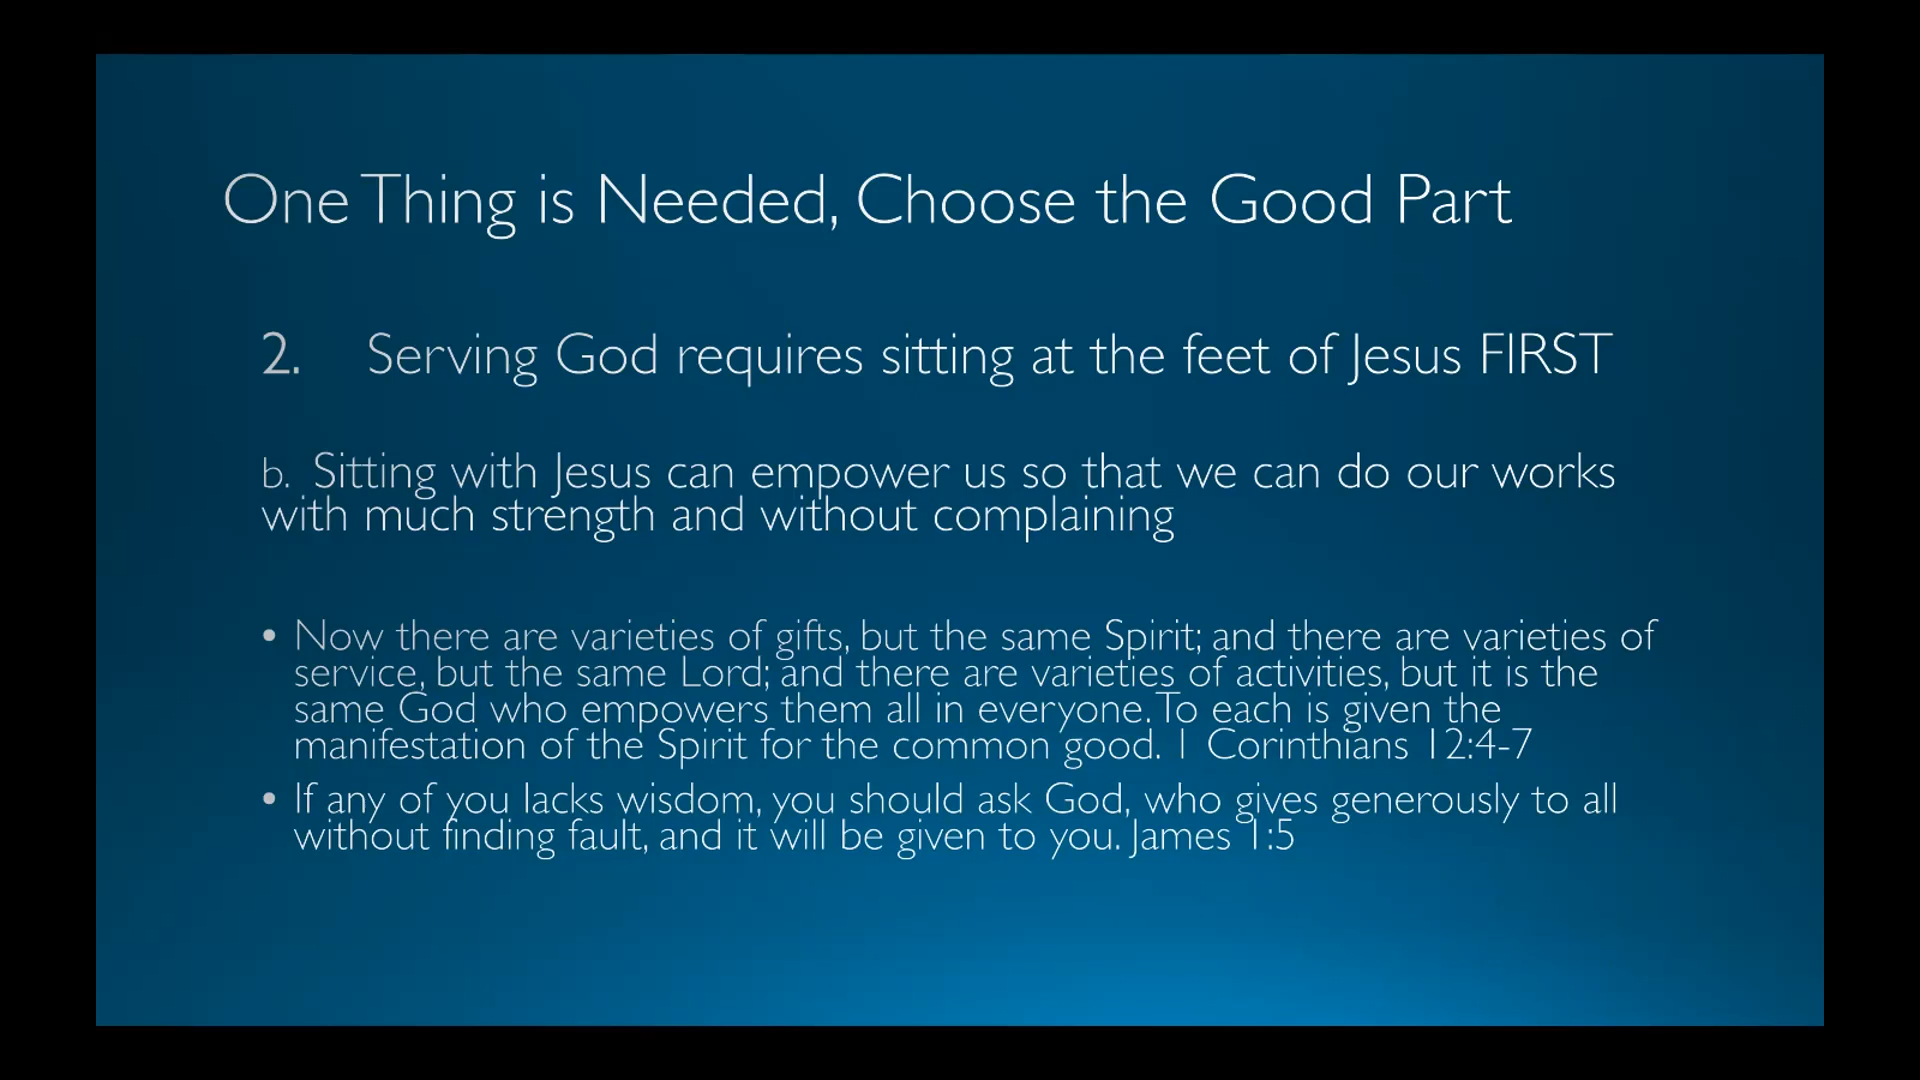 One Thing is Needed, Choose the Good Part
2. Serving God requires sitting at the feet of Jesus FIRST
b. Sitting with Jesus can empower us so that we can do our works
with much strength and without complaining
• Now there are varieties of gifts, but the same Spirit; and there are varieties of
service, but the same Lord; and there are varieties of activities, but it is the
same God who empowers them all in everyone. To each is given the
manifestation of the Spirit for the common good. 1 Corinthians 12:4-7
• If any of you lacks wisdom, you should ask God, who gives generously to all
without finding fault, and it will be given to you. James 1:5